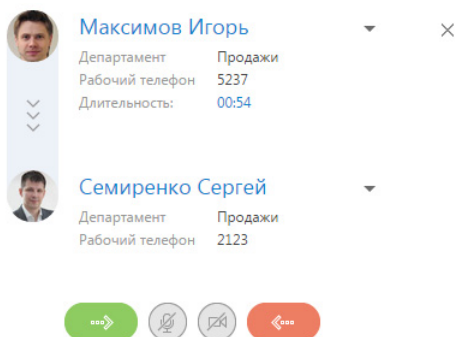 Максимов Игорь
Департамент Продажи
Рабочий телефон 5237
Длительность: 00:54
Семиренко Сергей
Департамент Продажи
Рабочий телефон 2123